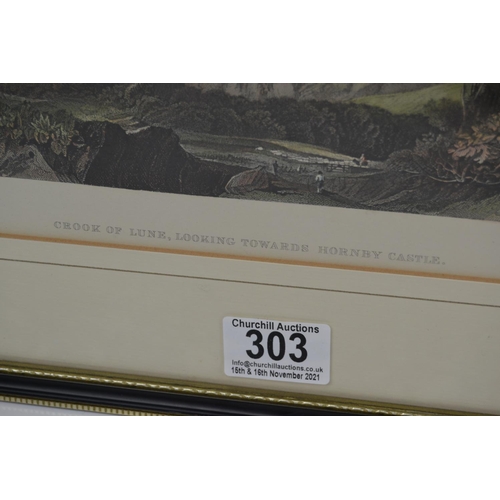 CROOK OF LUNE, LOOKING TOWARDS HORNBY CASTLE.
Churchill Auctions
303
info@churchillauctions.co.uk
15th & 16th November 2021